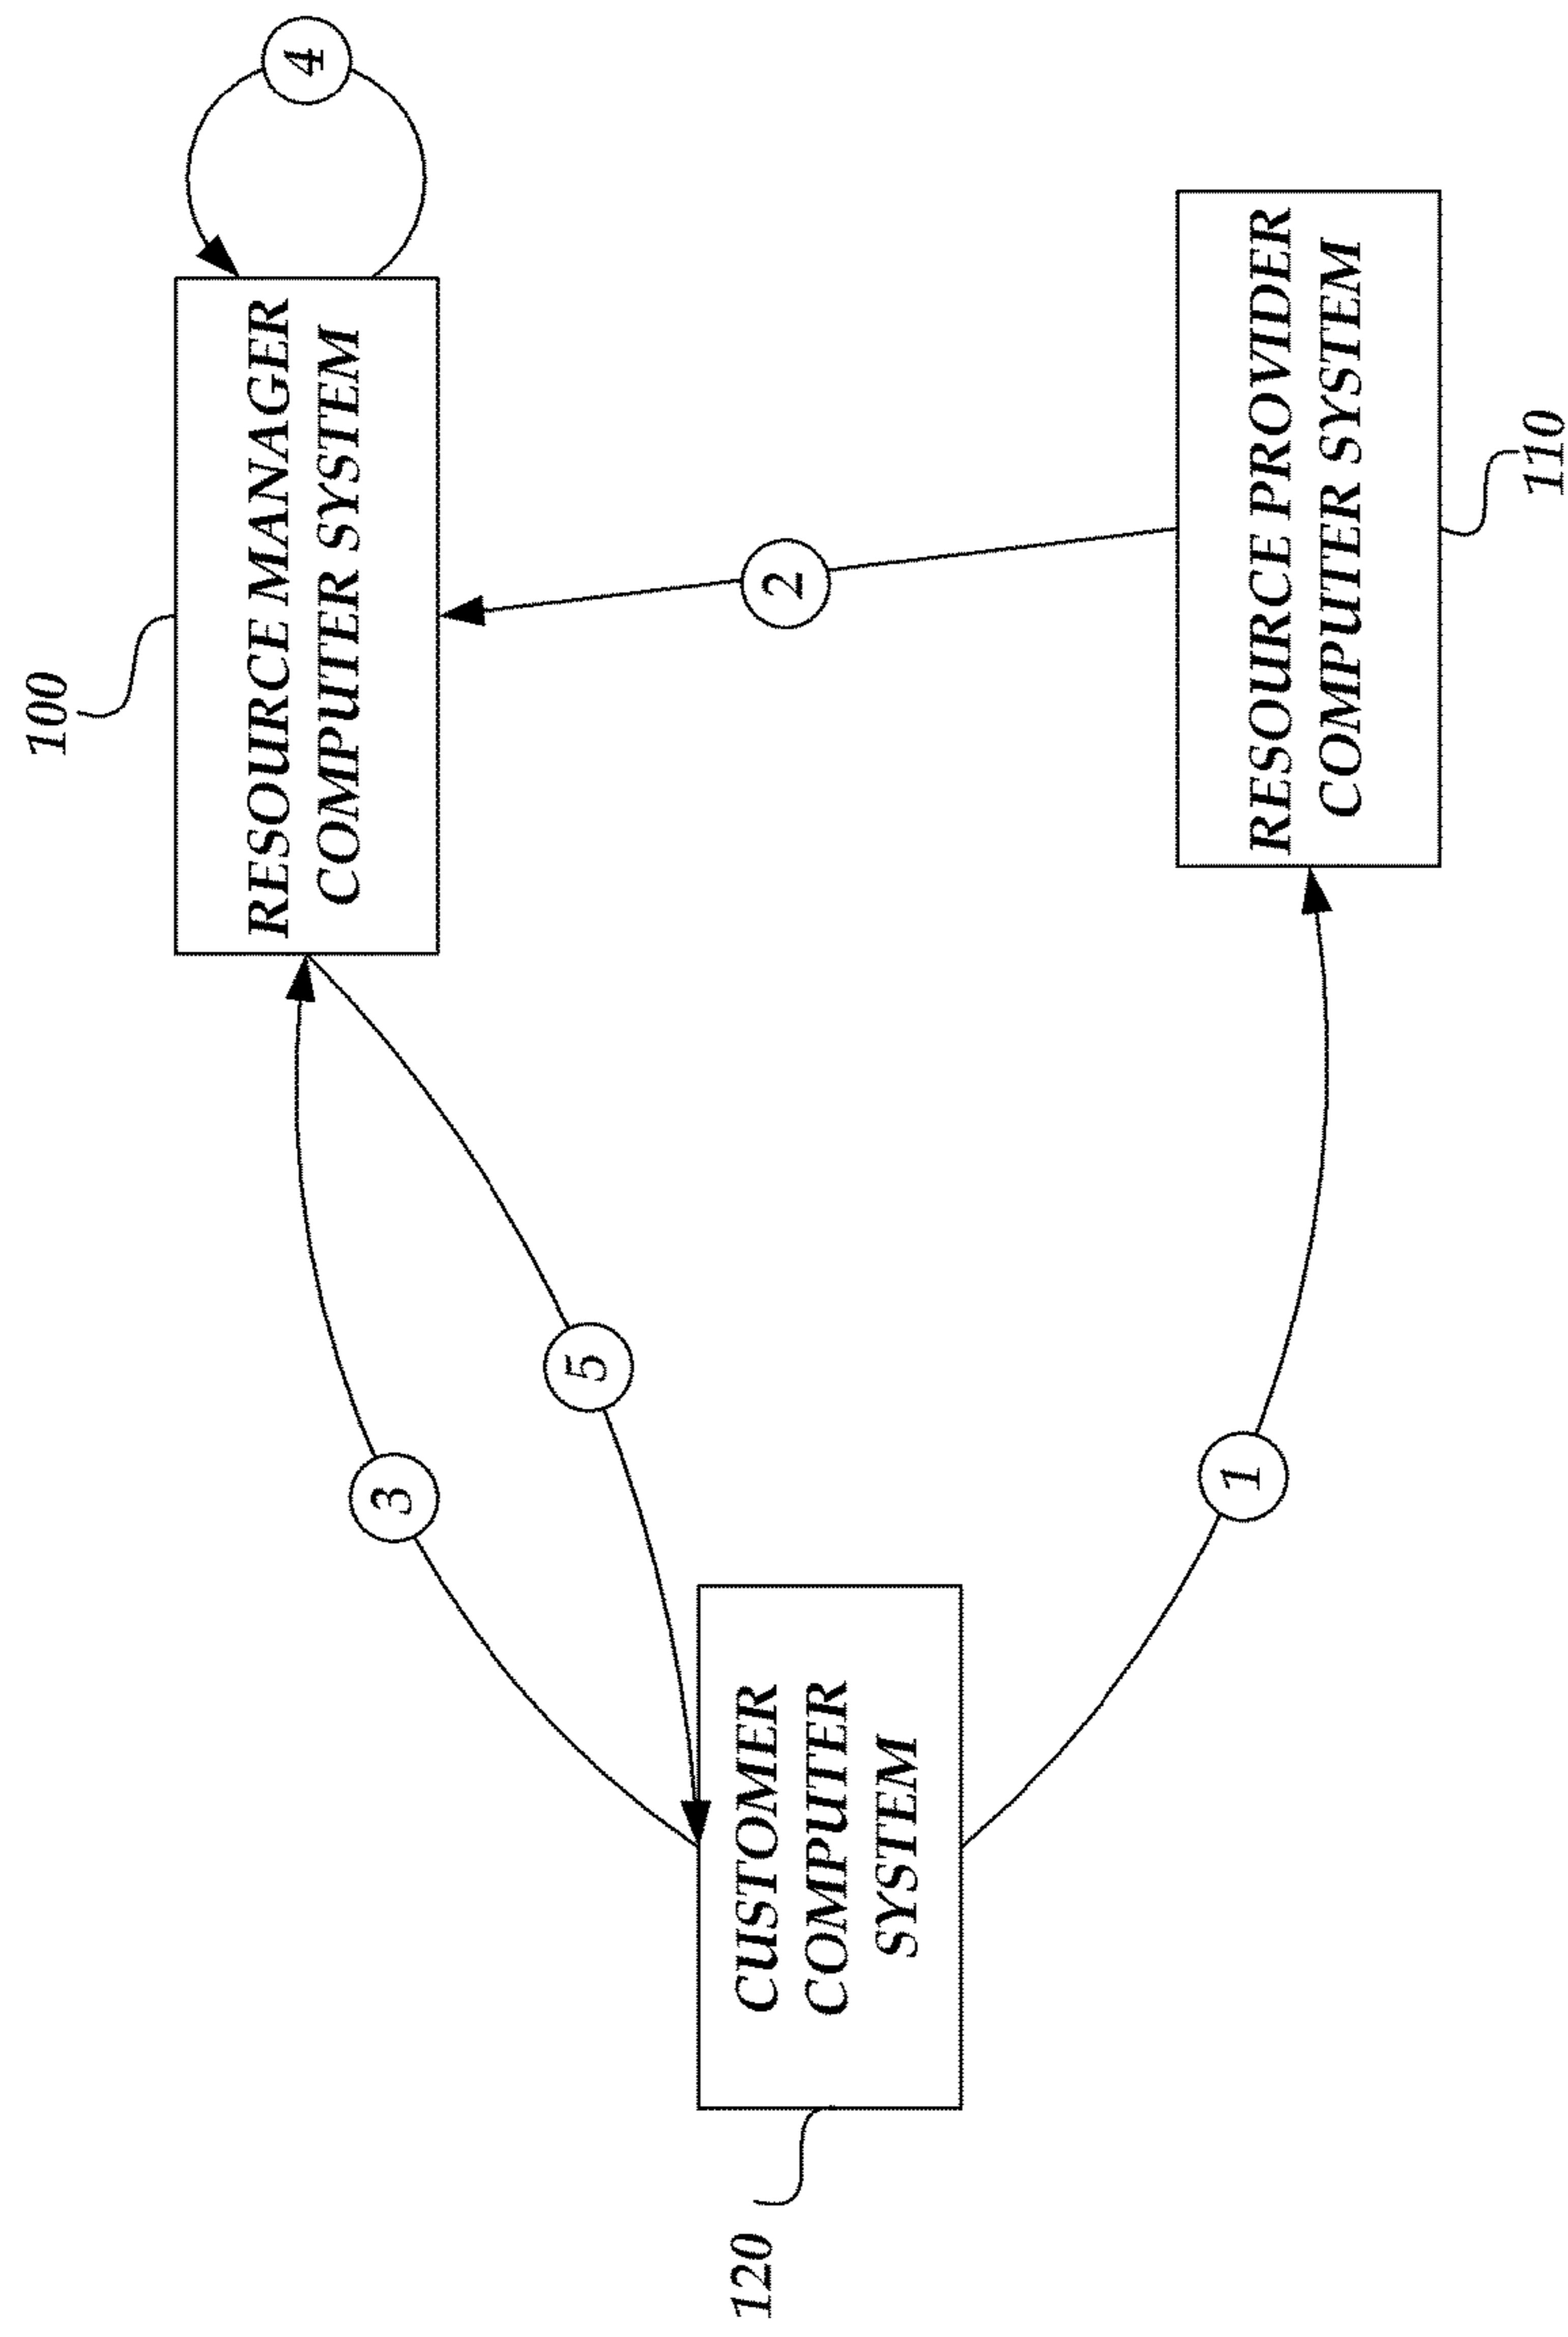 100
RESOURCE MANAGER
COMPUTER SYSTEM
4
3
5
2
120
CUSTOMER
COMPUTER
SYSTEM
1
RESOURCE PROVIDER
COMPUTER SYSTEM
110